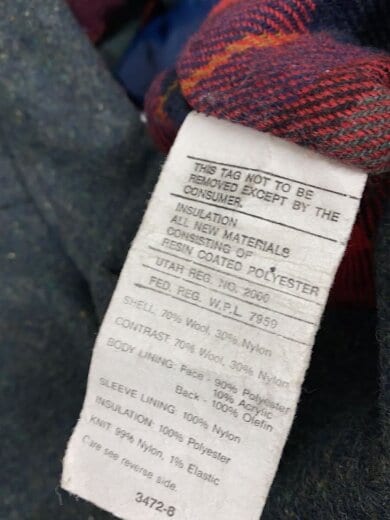 THIS TAG NOT TO BE
REMOVED EXCEPT BY THE
CONSUMER.
INSULATION
ALL NEW MATERIALS
CONSISTING OF
RESIN COATED POLYESTER
UTAH REG. NO. 2000
FED. REG. W.P.L 7959
SHELL: 70% Wool, 30% Nylon
CONTRAST: 70% Wool, 30% Nylon
BODY LINING: Face - 90% Polyester
10% Acrylic
Back - 100% Olefin
SLEEVE LINING: 100% Nylon
INSULATION: 100% Polyester
KNIT 99% Nylon, 1% Elastic
Care see reverse side.
3472-8